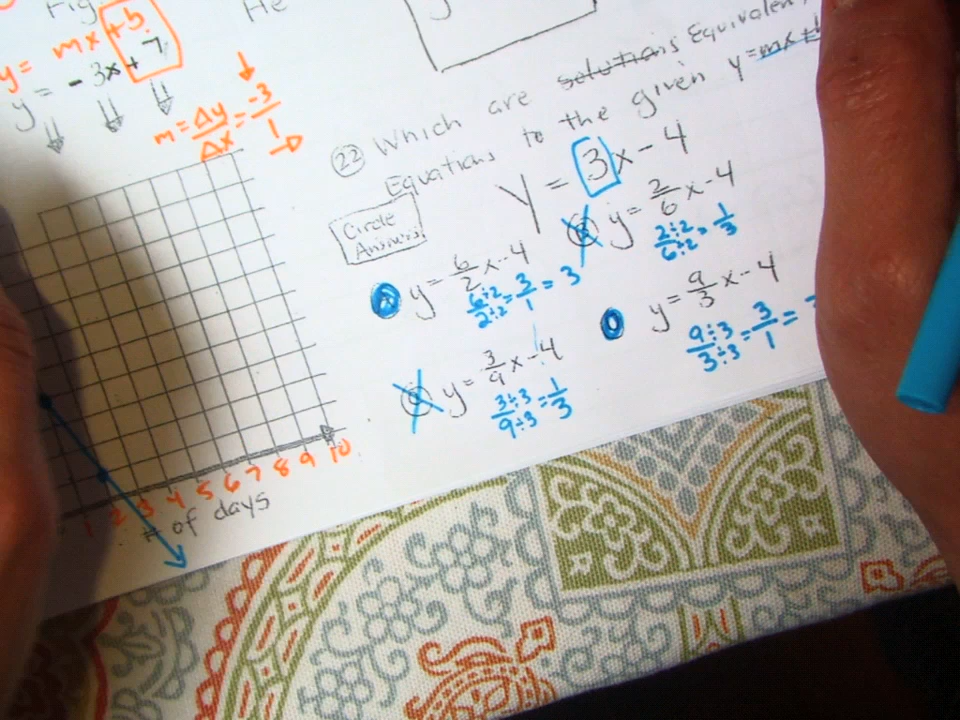 Fig
He
y = mx + b
y = -3x + 7
m = Δy/Δx = -3/1
22 Which are solutions Equivalent
Equations to the given y=mx+b
Circle
Answers
y = 3x - 4
y = 6/2 x - 4
6÷2/2÷2 = 3/1 = 3
y = 2/6 x - 4
2÷2/6÷2 = 1/3
y = 3/9 x - 4
3÷3/9÷3 = 1/3
y = 9/3 x - 4
9÷3/3÷3 = 3/1 =
1 2 3 4 5 6 7 8 9 10
# of days